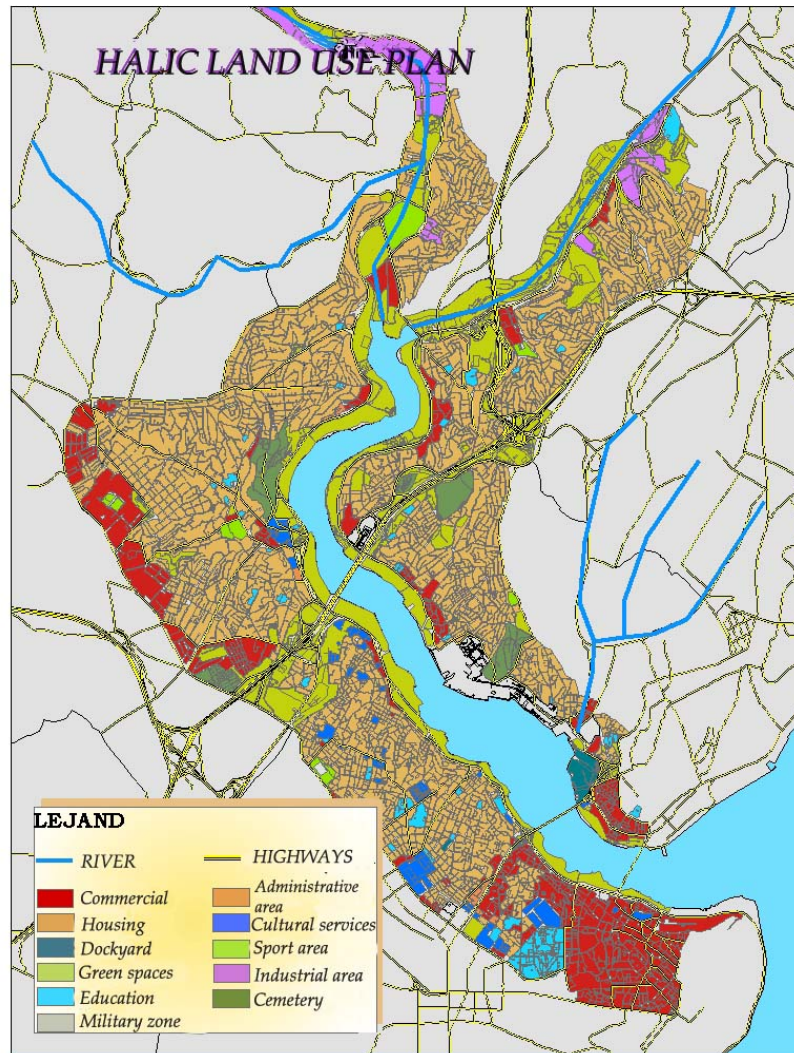 HALIC LAND USE PLAN
LEJAND
RIVER
HIGHWAYS
Commercial
Housing
Dockyard
Green spaces
Education
Military zone
Administrative
area
Cultural services
Sport area
Industrial area
Cemetery